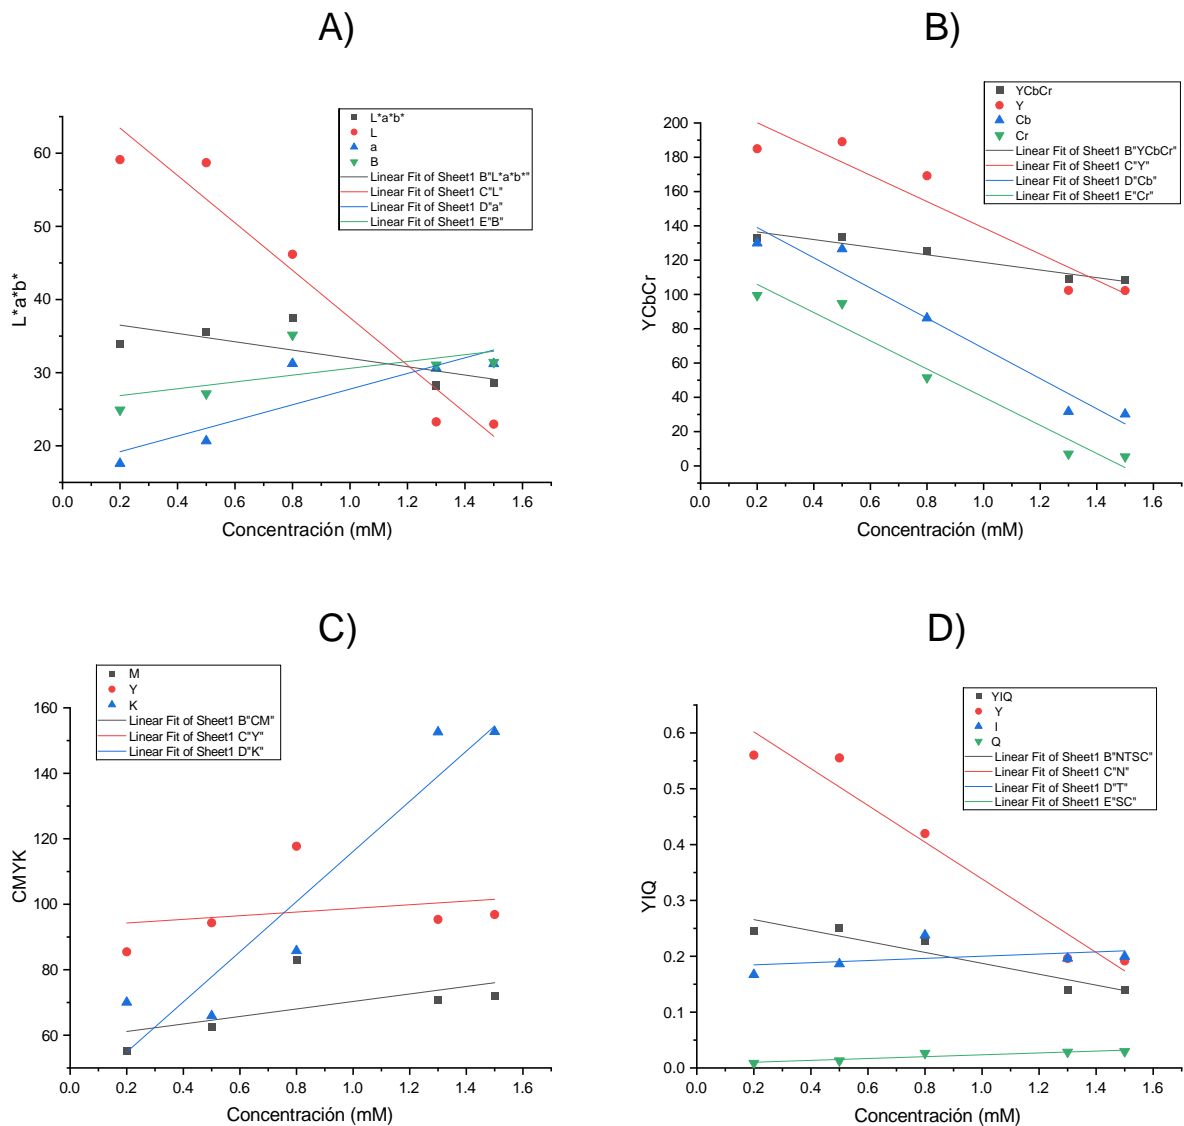 A)
L*a*b*
L
a
B
Linear Fit of Sheet1 B"L*a*b*"
Linear Fit of Sheet1 C"L"
Linear Fit of Sheet1 D"a"
Linear Fit of Sheet1 E"B"
60
50
40
30
20
L*a*b*
0.0 0.2 0.4 0.6 0.8 1.0 1.2 1.4 1.6
Concentración (mM)
B)
YCbCr
Y
Cb
Cr
Linear Fit of Sheet1 B"YCbCr"
Linear Fit of Sheet1 C"Y"
Linear Fit of Sheet1 D"Cb"
Linear Fit of Sheet1 E"Cr"
200
180
160
140
120
100
80
60
40
20
0
YCbCr
0.0 0.2 0.4 0.6 0.8 1.0 1.2 1.4 1.6
Concentración (mM)
C)
M
Y
K
Linear Fit of Sheet1 B"CM"
Linear Fit of Sheet1 C"Y"
Linear Fit of Sheet1 D"K"
160
140
120
100
80
60
CMYK
0.0 0.2 0.4 0.6 0.8 1.0 1.2 1.4 1.6
Concentración (mM)
D)
YIQ
Y
I
Q
Linear Fit of Sheet1 B"NTSC"
Linear Fit of Sheet1 C"N"
Linear Fit of Sheet1 D"T"
Linear Fit of Sheet1 E"SC"
0.6
0.5
0.4
0.3
0.2
0.1
0.0
YIQ
0.0 0.2 0.4 0.6 0.8 1.0 1.2 1.4 1.6
Concentración (mM)